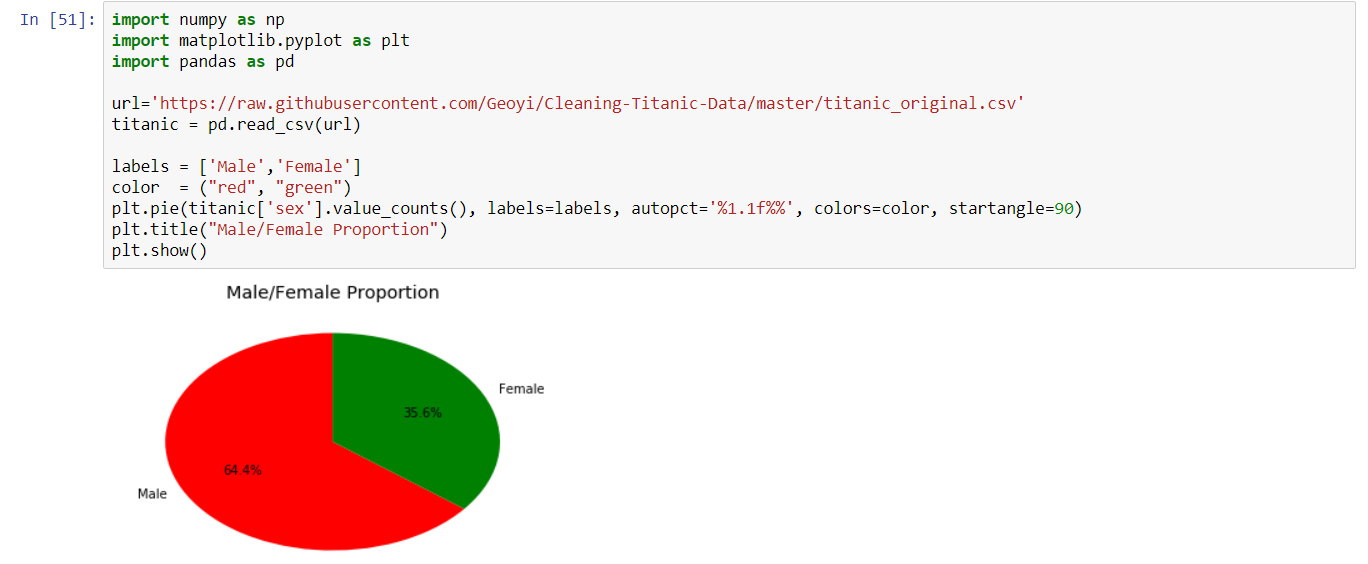 In [51]:
import numpy as np
import matplotlib.pyplot as plt
import pandas as pd
url='https://raw.githubusercontent.com/Geoyi/Cleaning-Titanic-Data/master/titanic_original.csv'
titanic = pd.read_csv(url)
labels = ['Male','Female']
color  = ("red", "green")
plt.pie(titanic['sex'].value_counts(), labels=labels, autopct='%1.1f%%', colors=color, startangle=90)
plt.title("Male/Female Proportion")
plt.show()
Male/Female Proportion
Female
35.6%
64.4%
Male